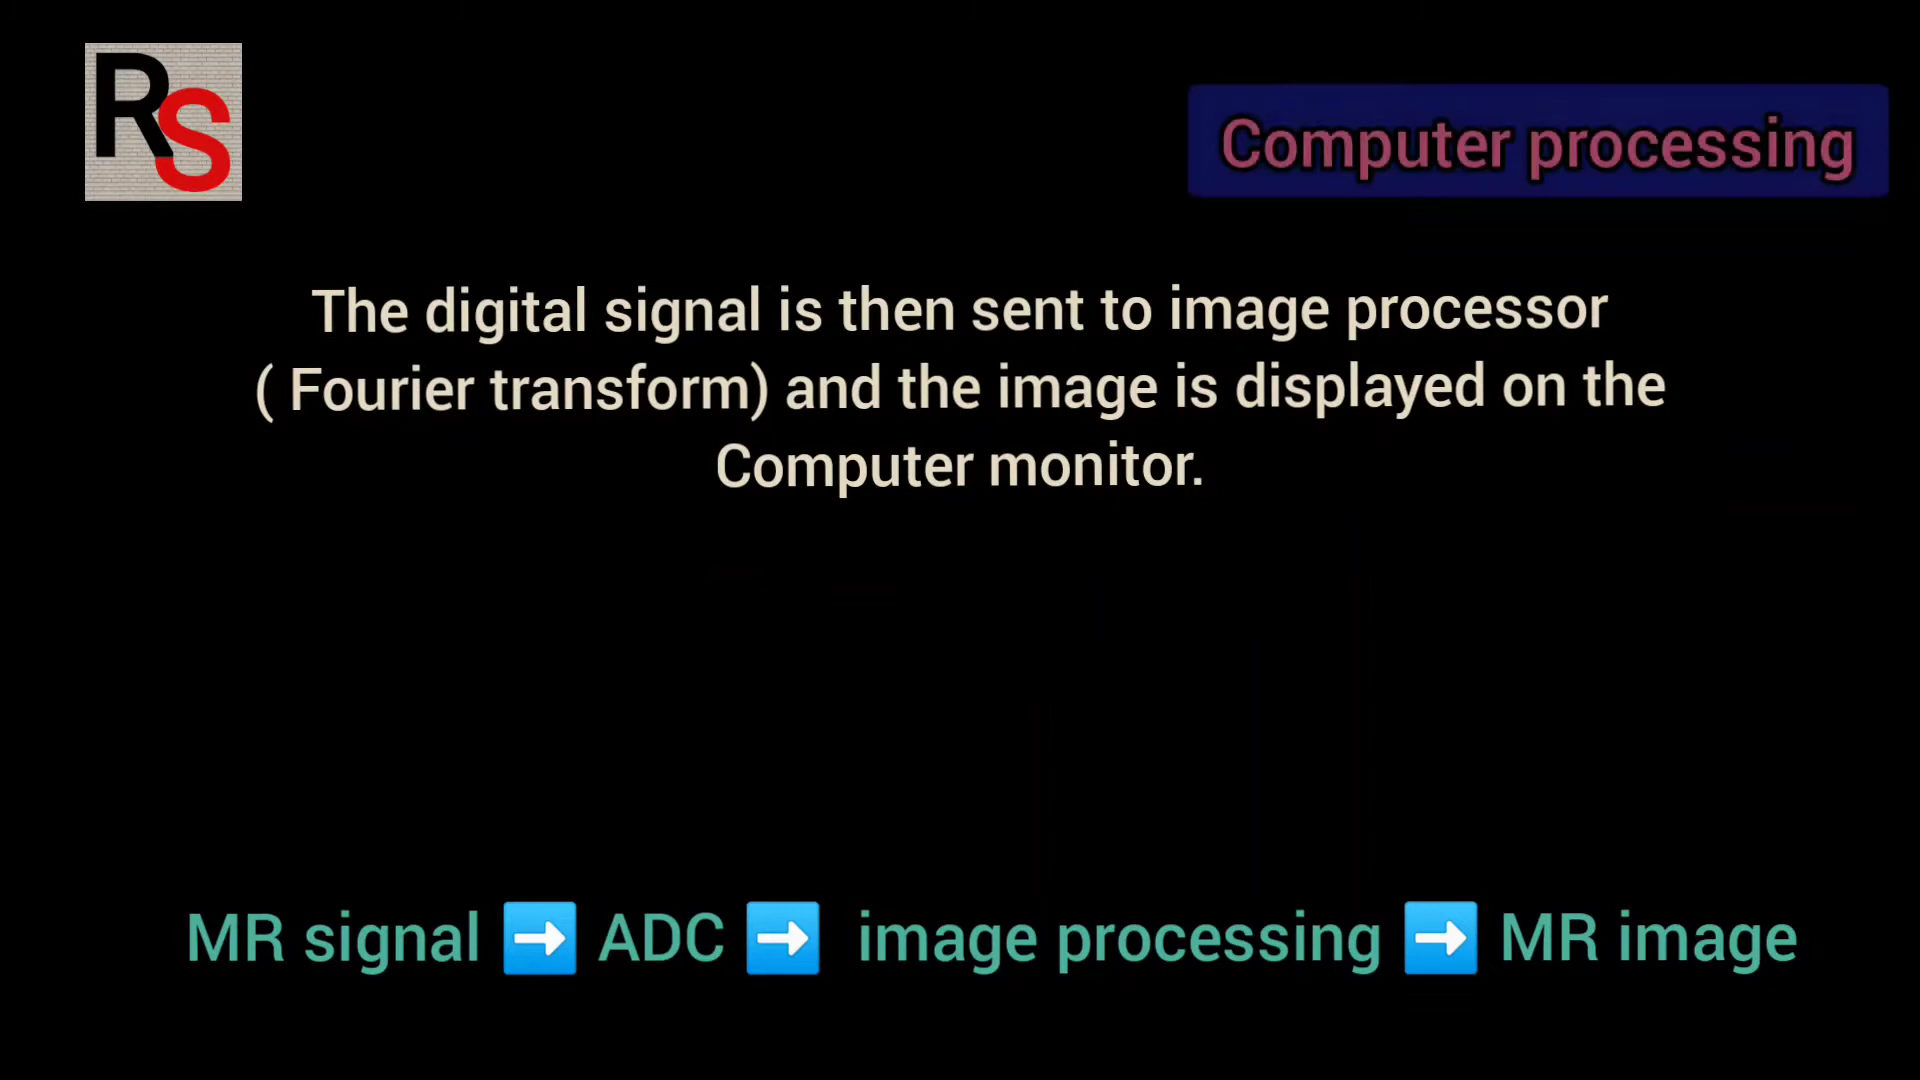 RS
Computer processing
The digital signal is then sent to image processor
( Fourier transform) and the image is displayed on the
Computer monitor.
MR signal ➡️ ADC ➡️ image processing ➡️ MR image